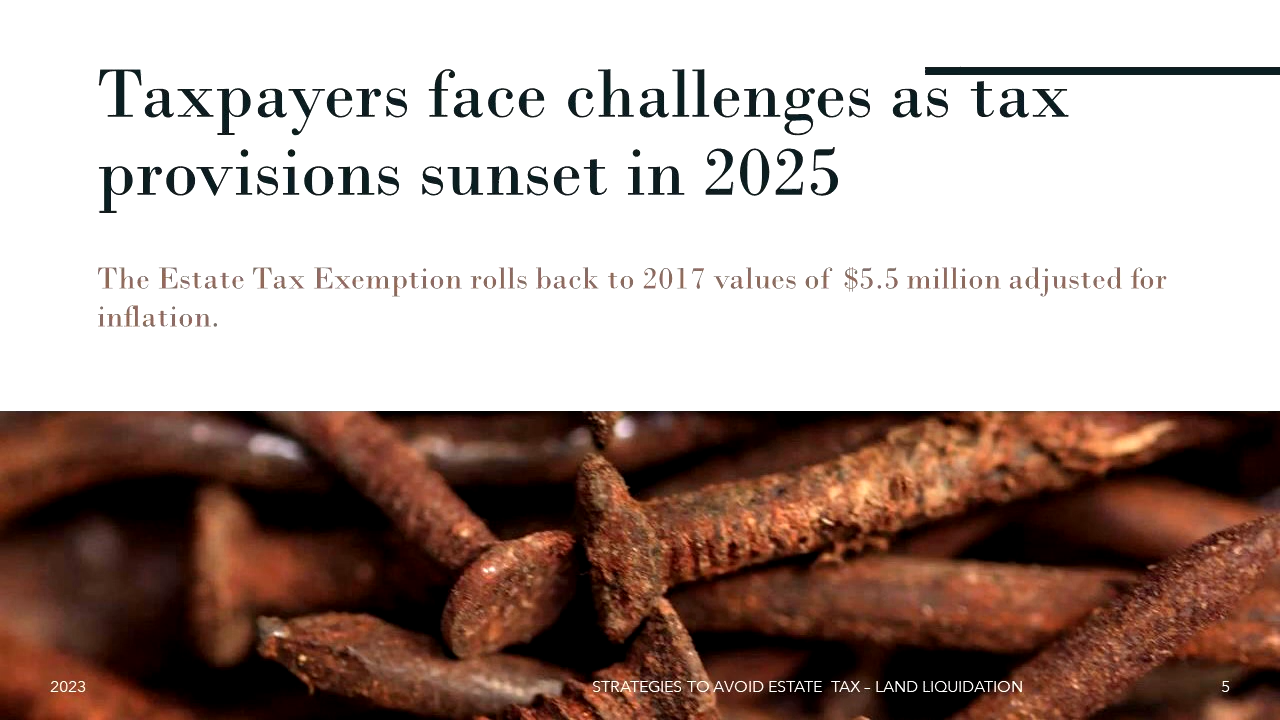 Taxpayers face challenges as tax
provisions sunset in 2025
The Estate Tax Exemption rolls back to 2017 values of $5.5 million adjusted for
inflation.
2023
STRATEGIES TO AVOID ESTATE TAX – LAND LIQUIDATION
5